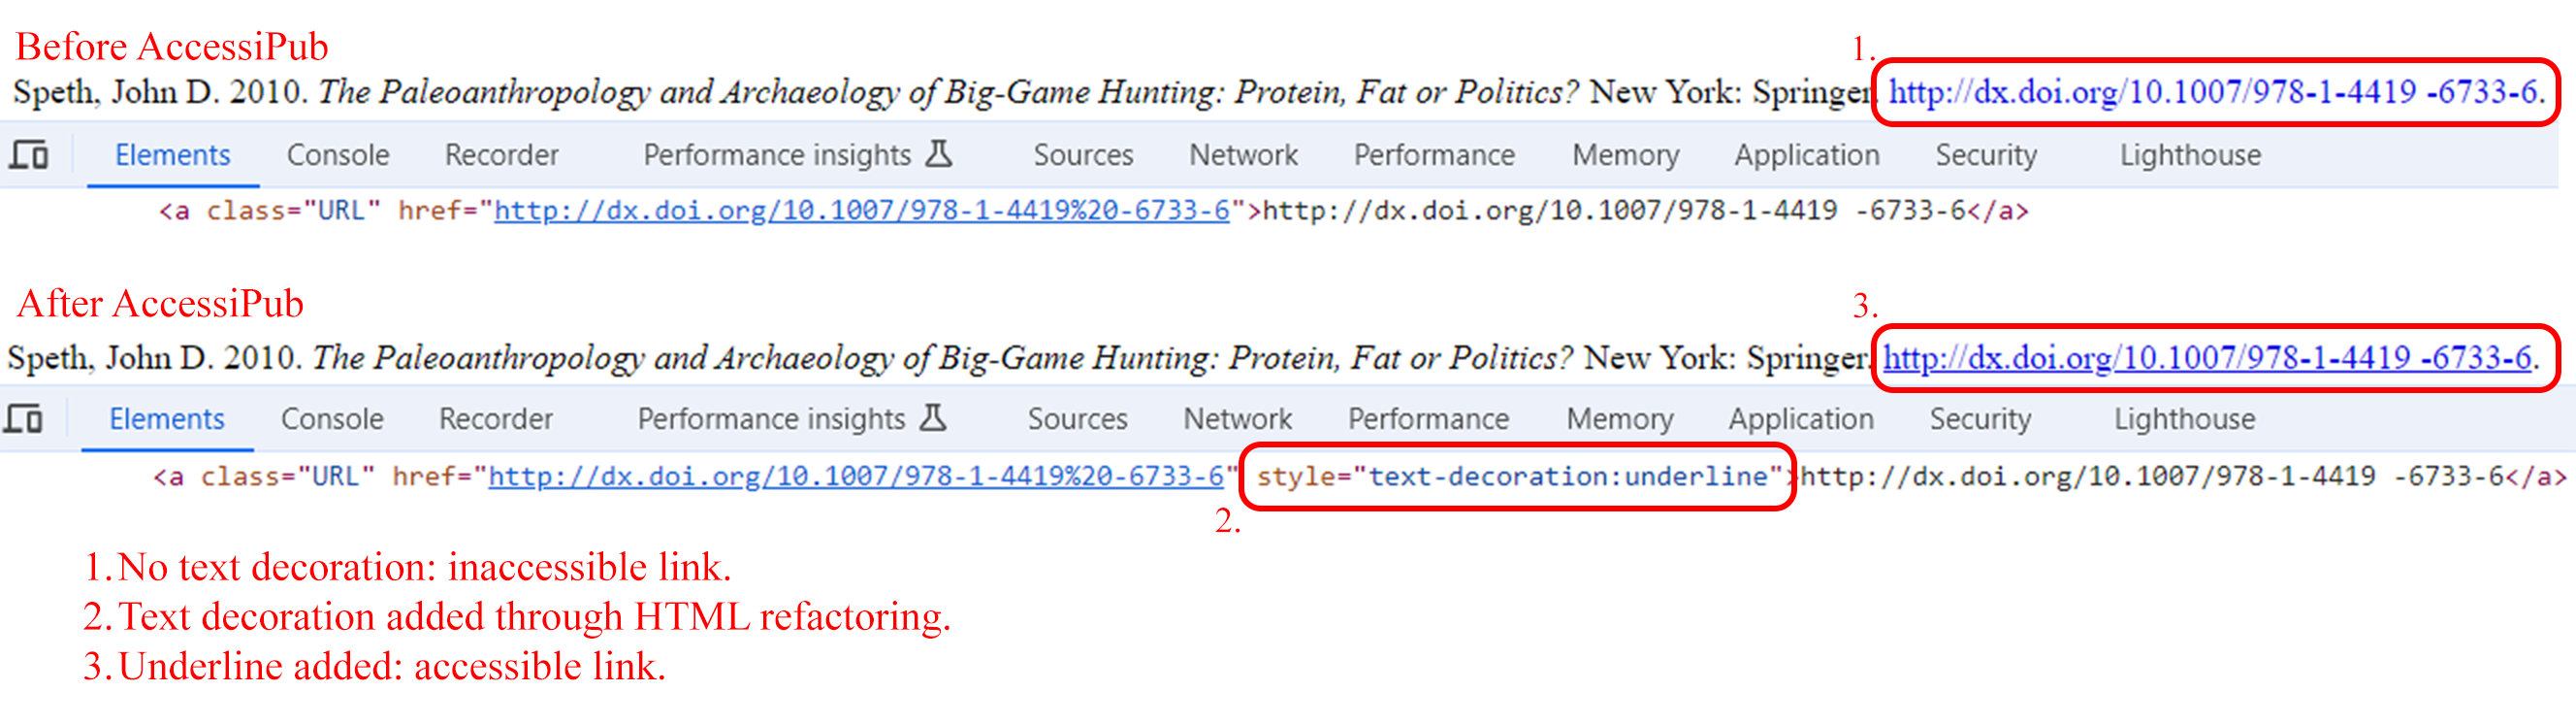 Before AccessiPub
1.
Speth, John D. 2010. The Paleoanthropology and Archaeology of Big-Game Hunting: Protein, Fat or Politics? New York: Springer. http://dx.doi.org/10.1007/978-1-4419 -6733-6.
Elements Console Recorder Performance insights Sources Network Performance Memory Application Security Lighthouse
<a class="URL" href="http://dx.doi.org/10.1007/978-1-4419%20-6733-6">http://dx.doi.org/10.1007/978-1-4419 -6733-6</a>
After AccessiPub
3.
Speth, John D. 2010. The Paleoanthropology and Archaeology of Big-Game Hunting: Protein, Fat or Politics? New York: Springer. http://dx.doi.org/10.1007/978-1-4419 -6733-6.
Elements Console Recorder Performance insights Sources Network Performance Memory Application Security Lighthouse
<a class="URL" href="http://dx.doi.org/10.1007/978-1-4419%20-6733-6" style="text-decoration:underline">http://dx.doi.org/10.1007/978-1-4419 -6733-6</a>
2.
1. No text decoration: inaccessible link.
2. Text decoration added through HTML refactoring.
3. Underline added: accessible link.